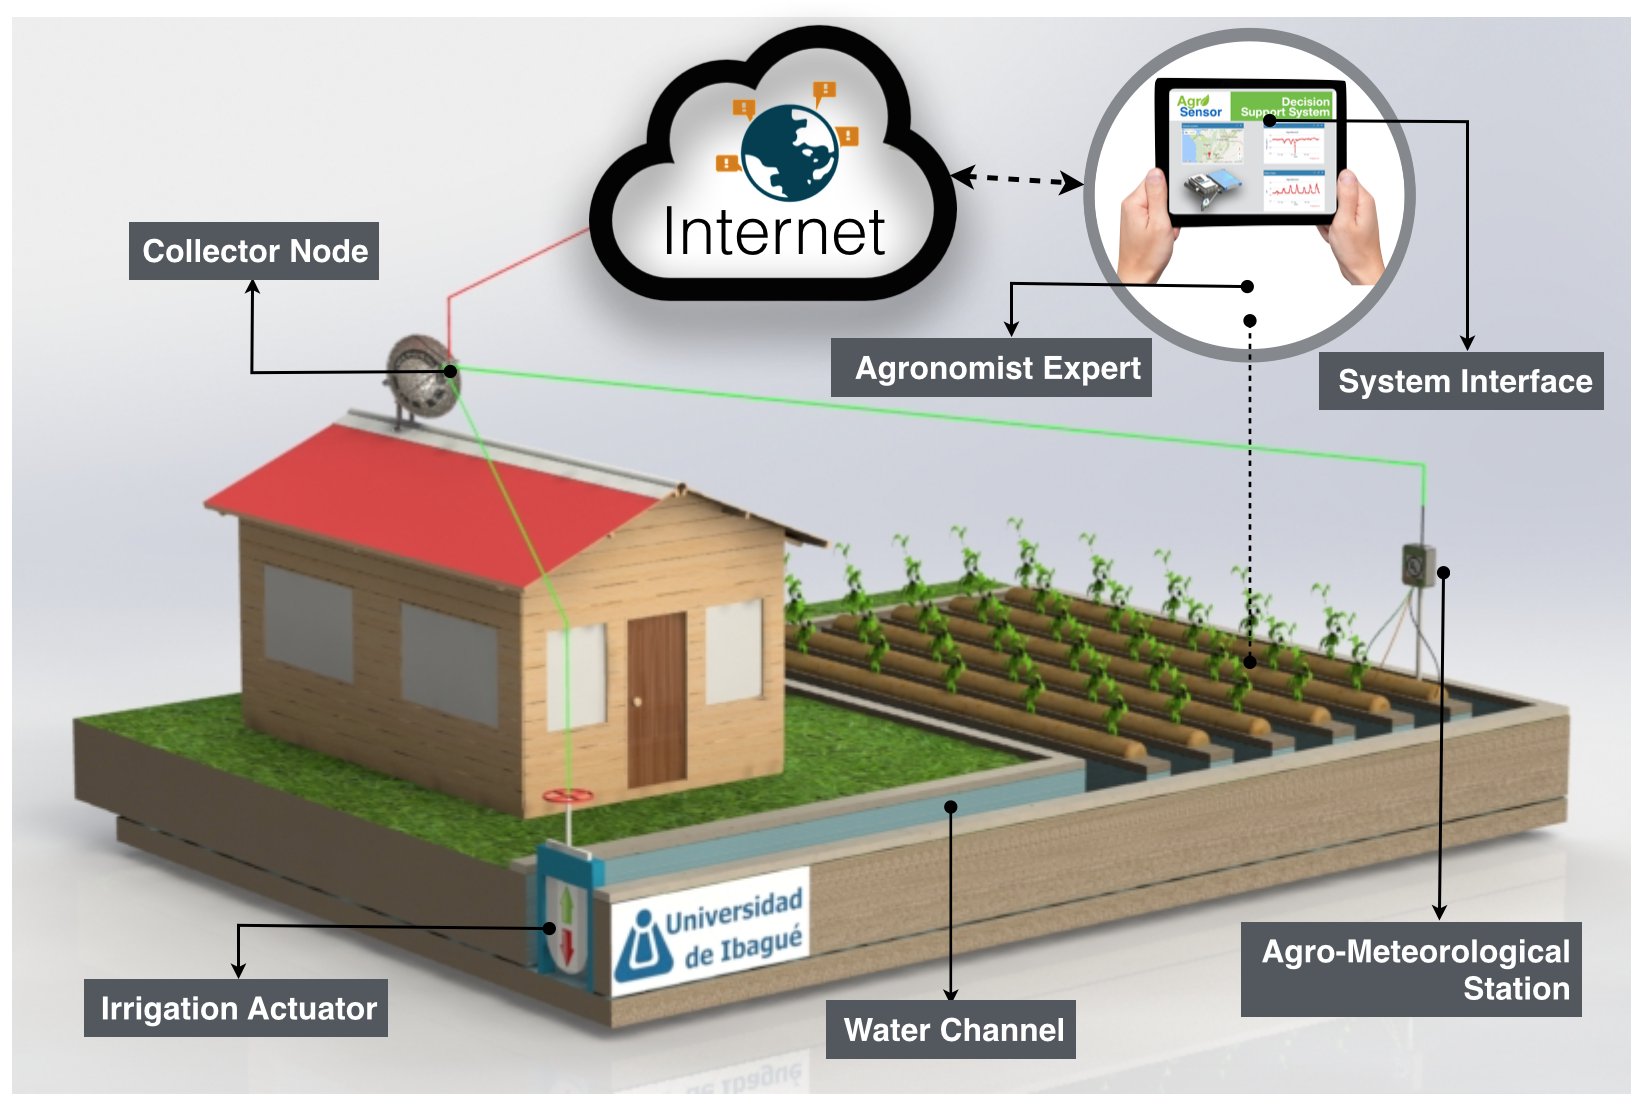 Agro
Sensor
Decision
Support System
Internet
Collector Node
Agronomist Expert
System Interface
Universidad
de Ibagué
Agro-Meteorological
Station
Irrigation Actuator
Water Channel